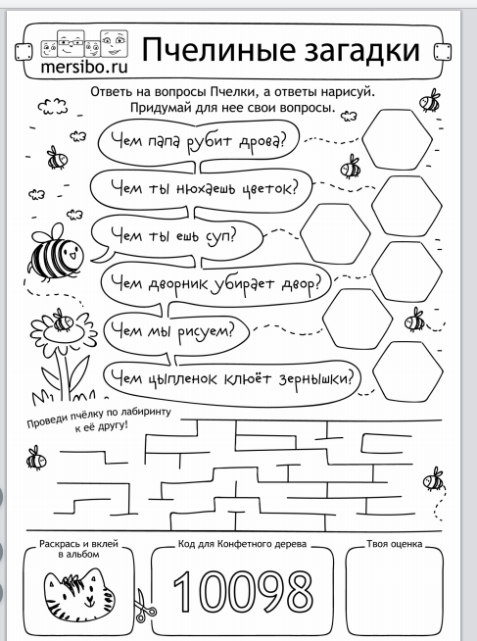 mersibo.ru
Пчелиные загадки
Ответь на вопросы Пчелки, а ответы нарисуй.
Придумай для нее свои вопросы.
Чем папа рубит дрова?
Чем ты нюхаешь цветок?
Чем ты ешь суп?
Чем дворник убирает двор?
Чем мы рисуем?
Чем цыпленок клюёт зернышки?
Проведи пчёлку по лабиринту
к её другу!
Раскрась и вклей
в альбом
Код для Конфетного дерева
10098
Твоя оценка